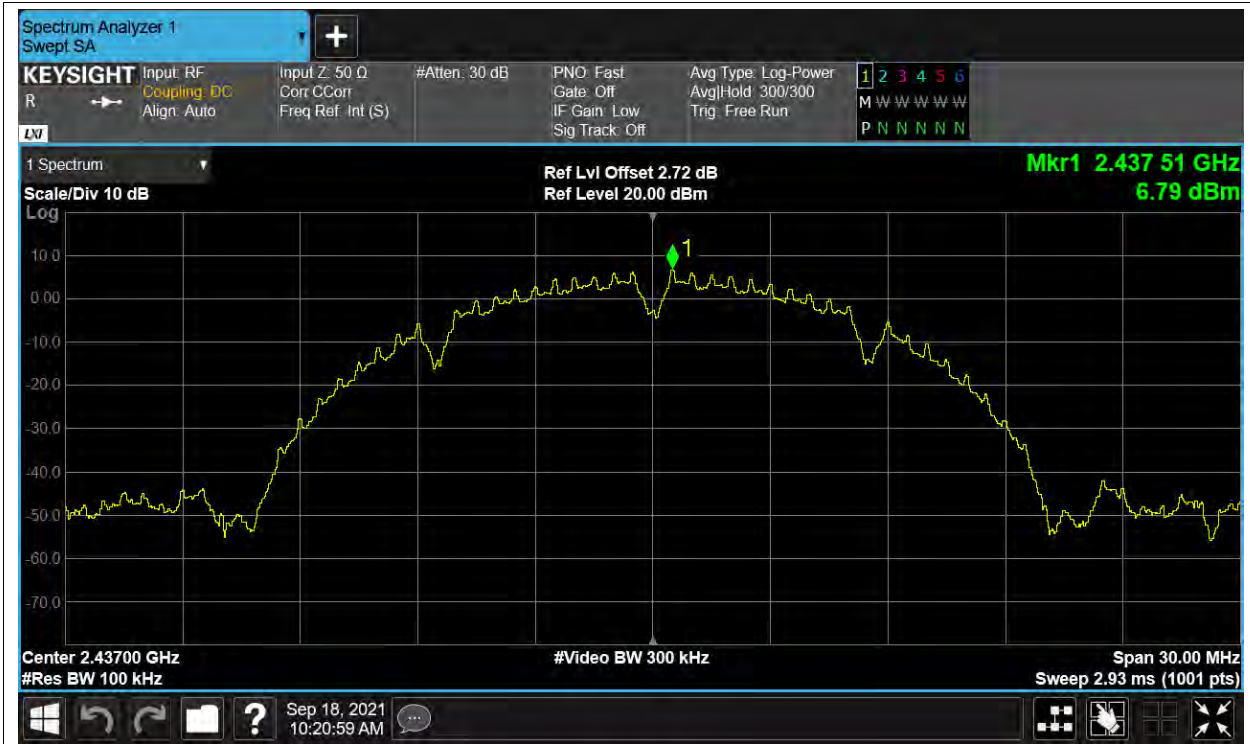 Spectrum Analyzer 1
Swept SA
+
KEYSIGHT
R
LXI
Input: RF
Coupling: DC
Align: Auto
Input Z: 50 Ω
Corr CCorr
Freq Ref: Int (S)
#Atten: 30 dB
PNO: Fast
Gate: Off
IF Gain: Low
Sig Track: Off
Avg Type: Log-Power
Avg|Hold: 300/300
Trig: Free Run
1 2 3 4 5 6
M W W W W W
P N N N N N
1 Spectrum
Scale/Div 10 dB
Ref Lvl Offset 2.72 dB
Ref Level 20.00 dBm
Mkr1 2.437 51 GHz
6.79 dBm
Log
1
10.0
0.00
-10.0
-20.0
-30.0
-40.0
-50.0
-60.0
-70.0
Center 2.43700 GHz
#Res BW 100 kHz
#Video BW 300 kHz
Span 30.00 MHz
Sweep 2.93 ms (1001 pts)
?
Sep 18, 2021
10:20:59 AM